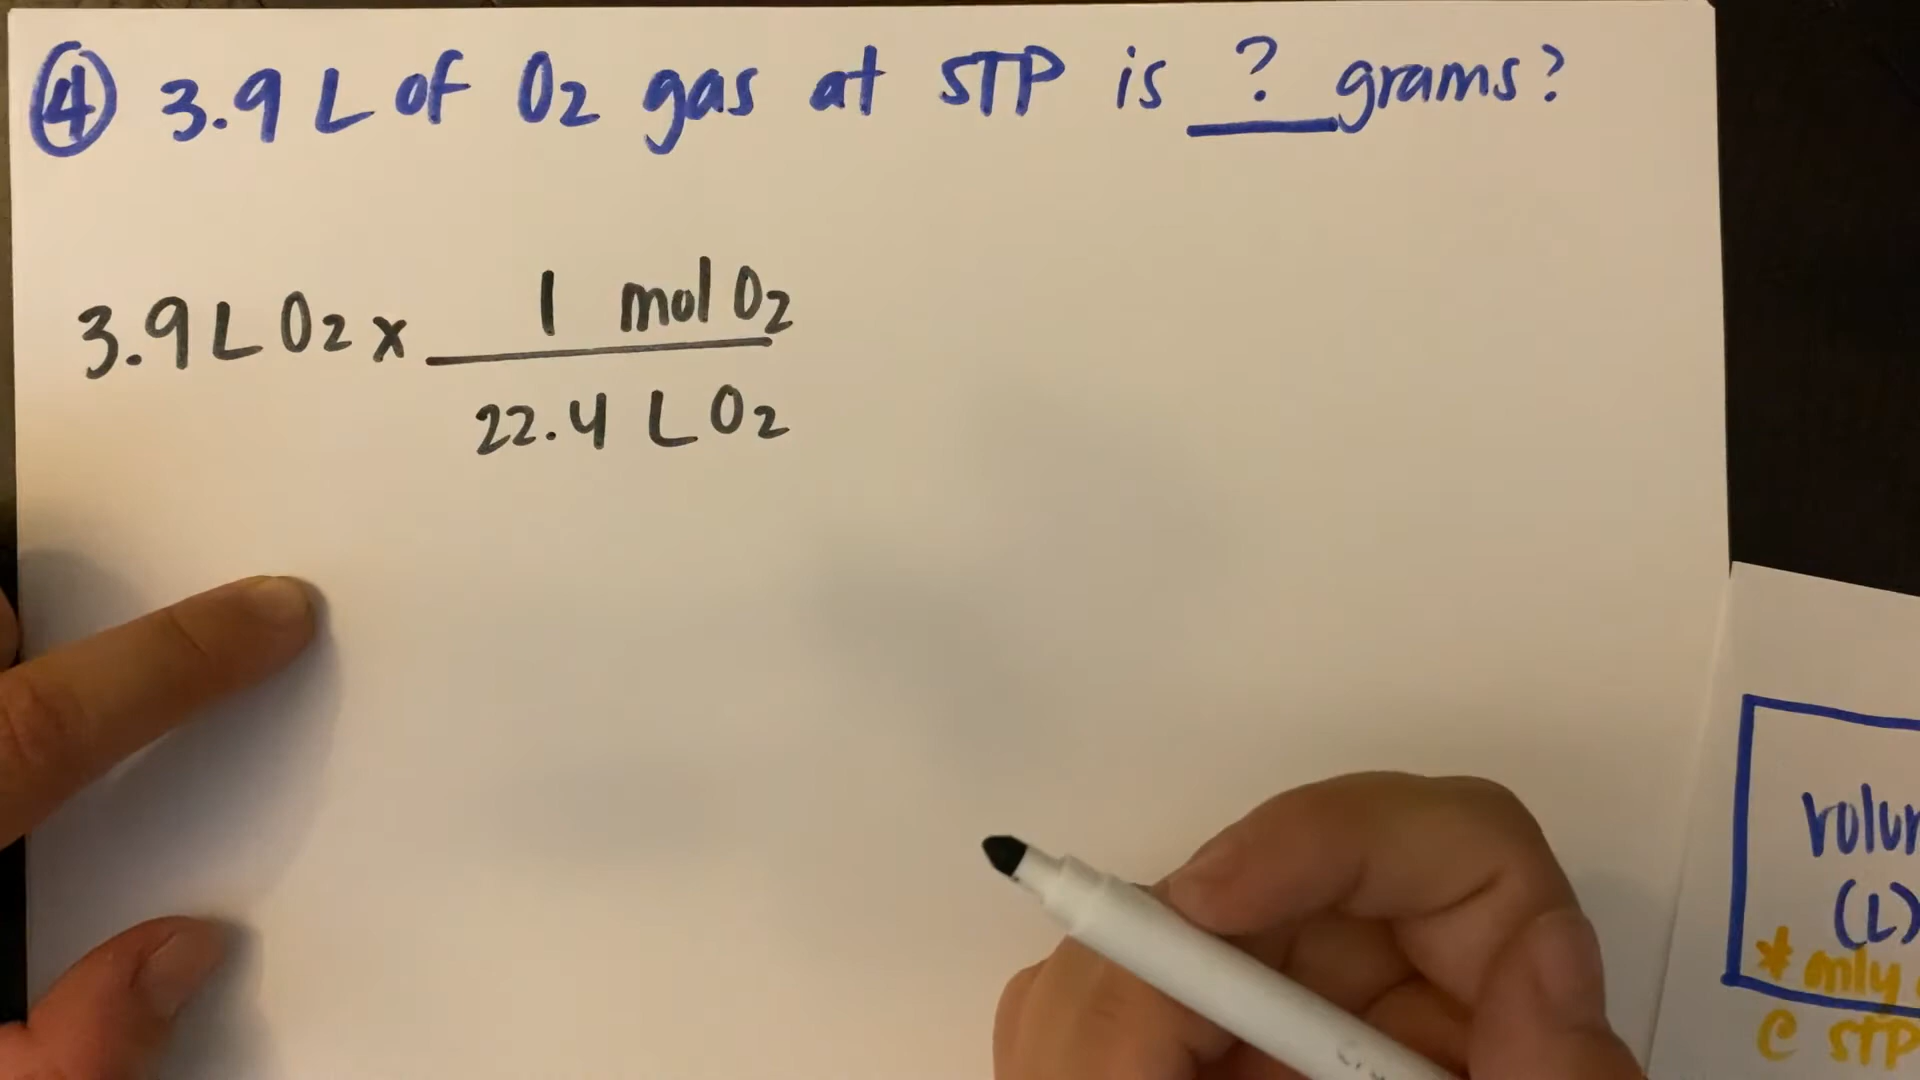 ④ 3.9 L of O₂ gas at STP is ? grams?
3.9 L O₂ x 1 mol O₂
22.4 L O₂
(L)
* only
@ STP